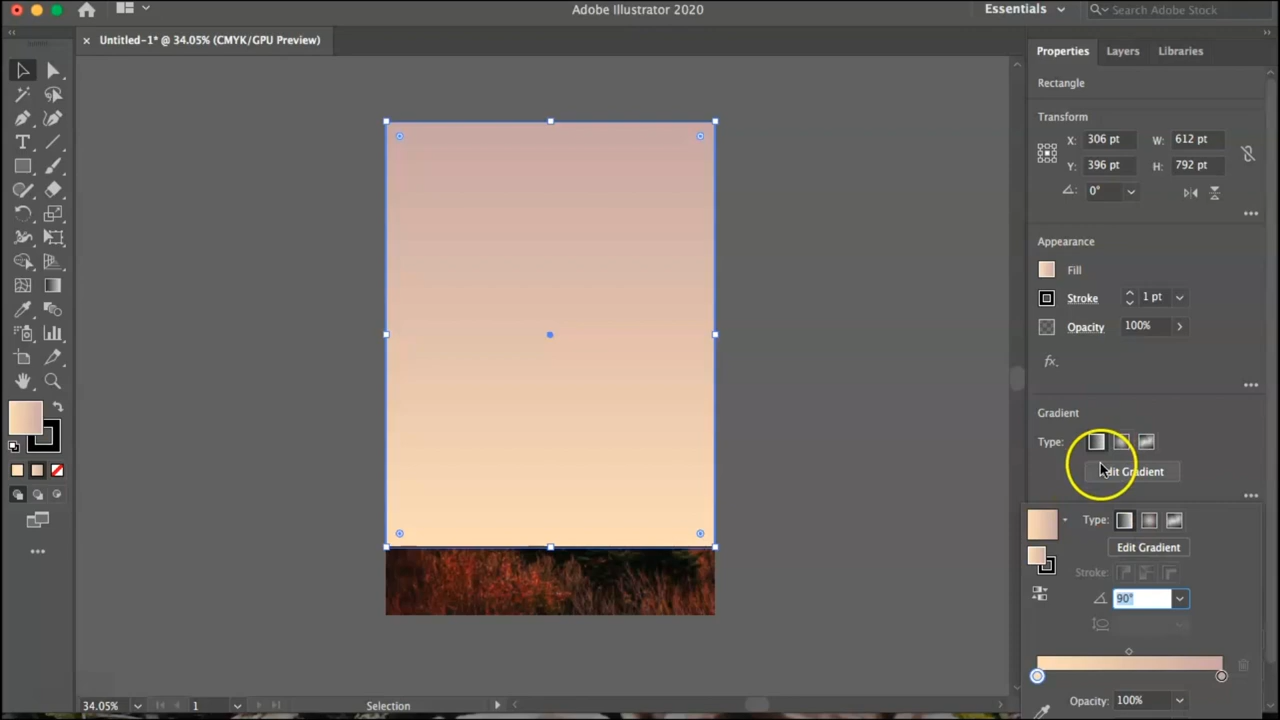 Adobe Illustrator 2020
Essentials
Search Adobe Stock
× Untitled-1* @ 34.05% (CMYK/GPU Preview)
Properties Layers Libraries
Rectangle
Transform
X: 306 pt W: 612 pt
Y: 396 pt H: 792 pt
0°
Appearance
Fill
Stroke 1 pt
Opacity 100%
fx.
Gradient
Type:
Edit Gradient
Type:
Edit Gradient
Stroke:
90°
Opacity: 100%
34.05% 1 Selection